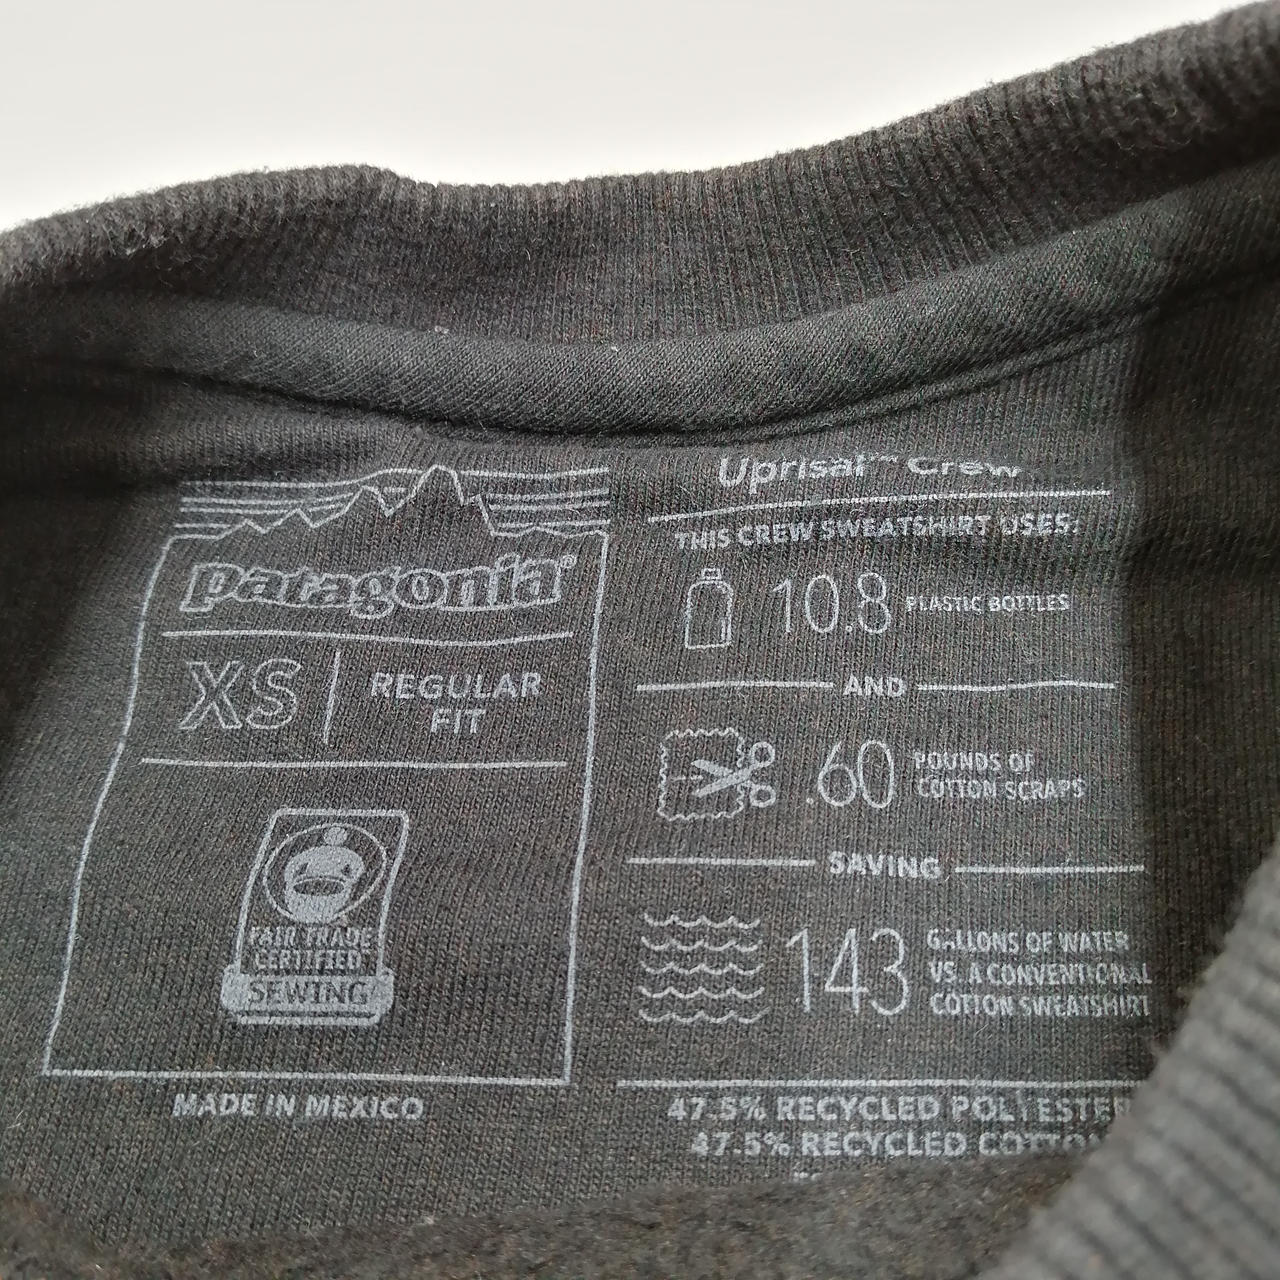 patagonia®
XS
REGULAR
FIT
FAIR TRADE
CERTIFIED™
SEWING
MADE IN MEXICO
Uprisal™ Crew
THIS CREW SWEATSHIRT USES:
10.8 PLASTIC BOTTLES
AND
.60 POUNDS OF
COTTON SCRAPS
SAVING
143 GALLONS OF WATER
VS. A CONVENTIONAL
COTTON SWEATSHIRT
47.5% RECYCLED POLYESTER
47.5% RECYCLED COTTON